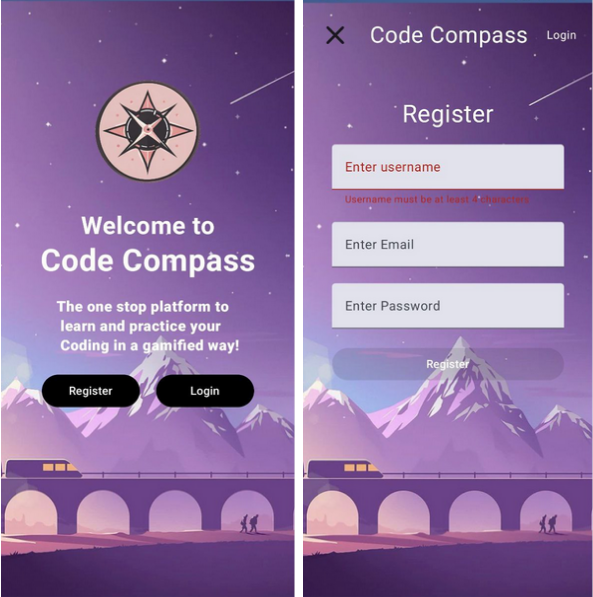 Welcome to
Code Compass
The one stop platform to
learn and practice your
Coding in a gamified way!
Register
Login
Code Compass
Login
Register
Enter username
Username must be at least 4 characters
Enter Email
Enter Password
Register